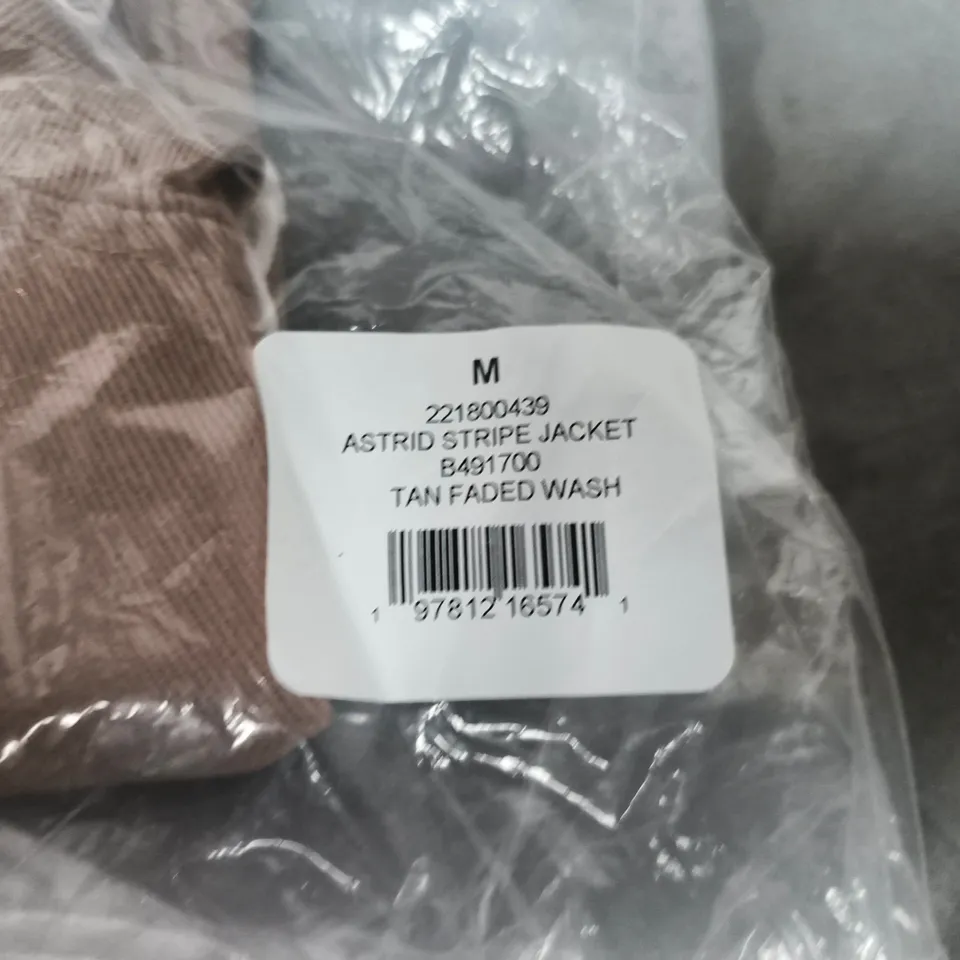 M
221800439
ASTRID STRIPE JACKET
B491700
TAN FADED WASH
1 97812 16574 1